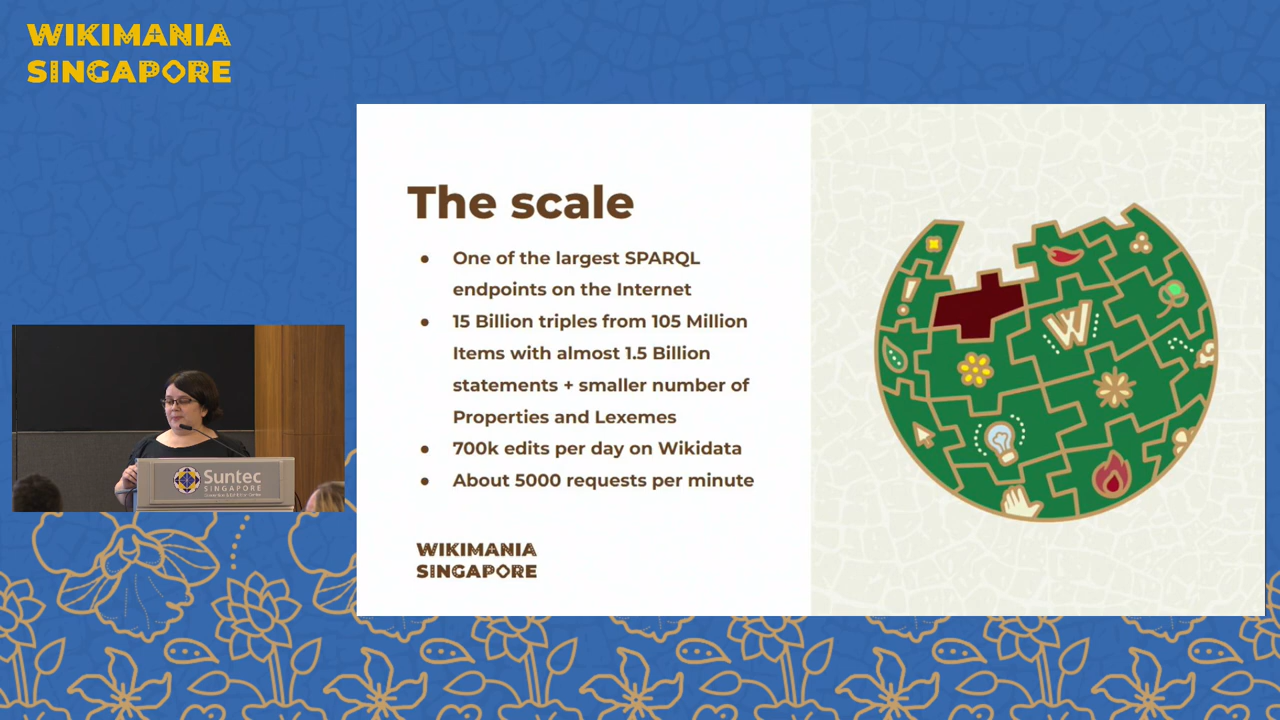 WIKIMANIA
SINGAPORE
The scale
● One of the largest SPARQL
endpoints on the Internet
● 15 Billion triples from 105 Million
Items with almost 1.5 Billion
statements + smaller number of
Properties and Lexemes
● 700k edits per day on Wikidata
● About 5000 requests per minute
WIKIMANIA
SINGAPORE
W
Suntec
SINGAPORE